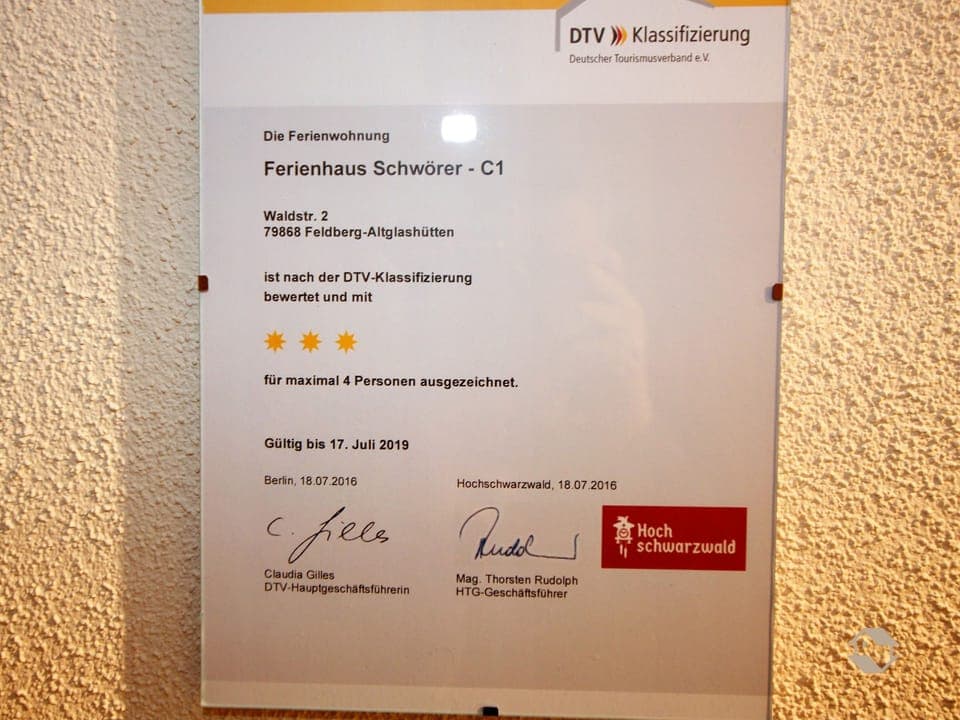 DTV Klassifizierung
Deutscher Tourismusverband e.V.
Die Ferienwohnung
Ferienhaus Schwörer - C1
Waldstr. 2
79868 Feldberg-Altglashütten
ist nach der DTV-Klassifizierung
bewertet und mit
für maximal 4 Personen ausgezeichnet.
Gültig bis 17. Juli 2019
Berlin, 18.07.2016
Hochschwarzwald, 18.07.2016
C. Gilles
Rudol
Hoch
schwarzwald
Claudia Gilles
DTV-Hauptgeschäftsführerin
Mag. Thorsten Rudolph
HTG-Geschäftsführer